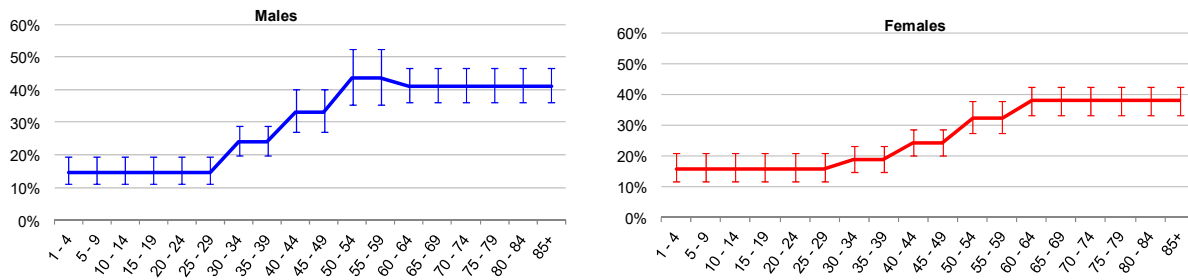 Males
60%
50%
40%
30%
20%
10%
0%
1 - 4
5 - 9
10 - 14
15 - 19
20 - 24
25 - 29
30 - 34
35 - 39
40 - 44
45 - 49
50 - 54
55 - 59
60 - 64
65 - 69
70 - 74
75 - 79
80 - 84
85+
Females
60%
50%
40%
30%
20%
10%
0%
1 - 4
5 - 9
10 - 14
15 - 19
20 - 24
25 - 29
30 - 34
35 - 39
40 - 44
45 - 49
50 - 54
55 - 59
60 - 64
65 - 69
70 - 74
75 - 79
80 - 84
85+